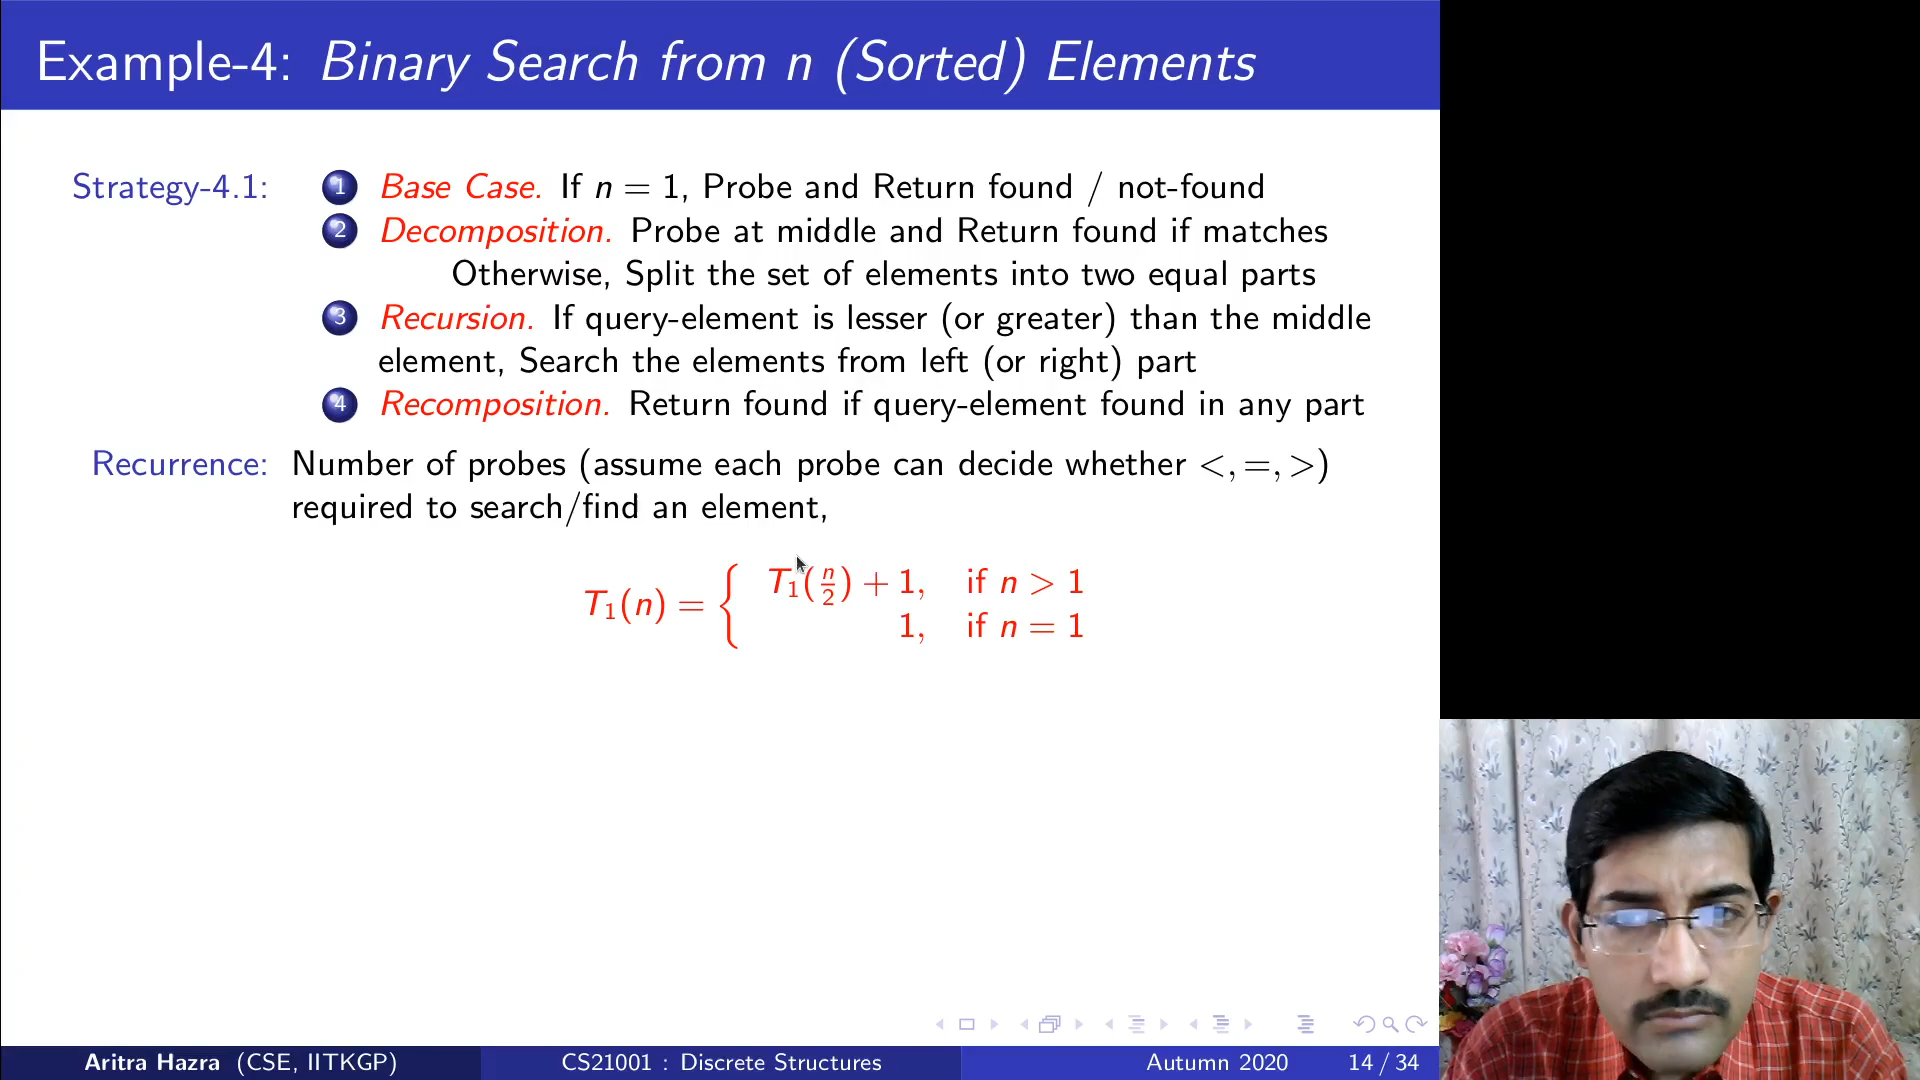 Example-4: Binary Search from n (Sorted) Elements
Strategy-4.1: 1 Base Case. If n = 1, Probe and Return found / not-found
2 Decomposition. Probe at middle and Return found if matches
Otherwise, Split the set of elements into two equal parts
3 Recursion. If query-element is lesser (or greater) than the middle
element, Search the elements from left (or right) part
4 Recomposition. Return found if query-element found in any part
Recurrence: Number of probes (assume each probe can decide whether <, =, >)
required to search/find an element,
T₁(n) = { T₁(n/2) + 1, if n > 1
1, if n = 1
Aritra Hazra (CSE, IITKGP) CS21001 : Discrete Structures Autumn 2020 14 / 34